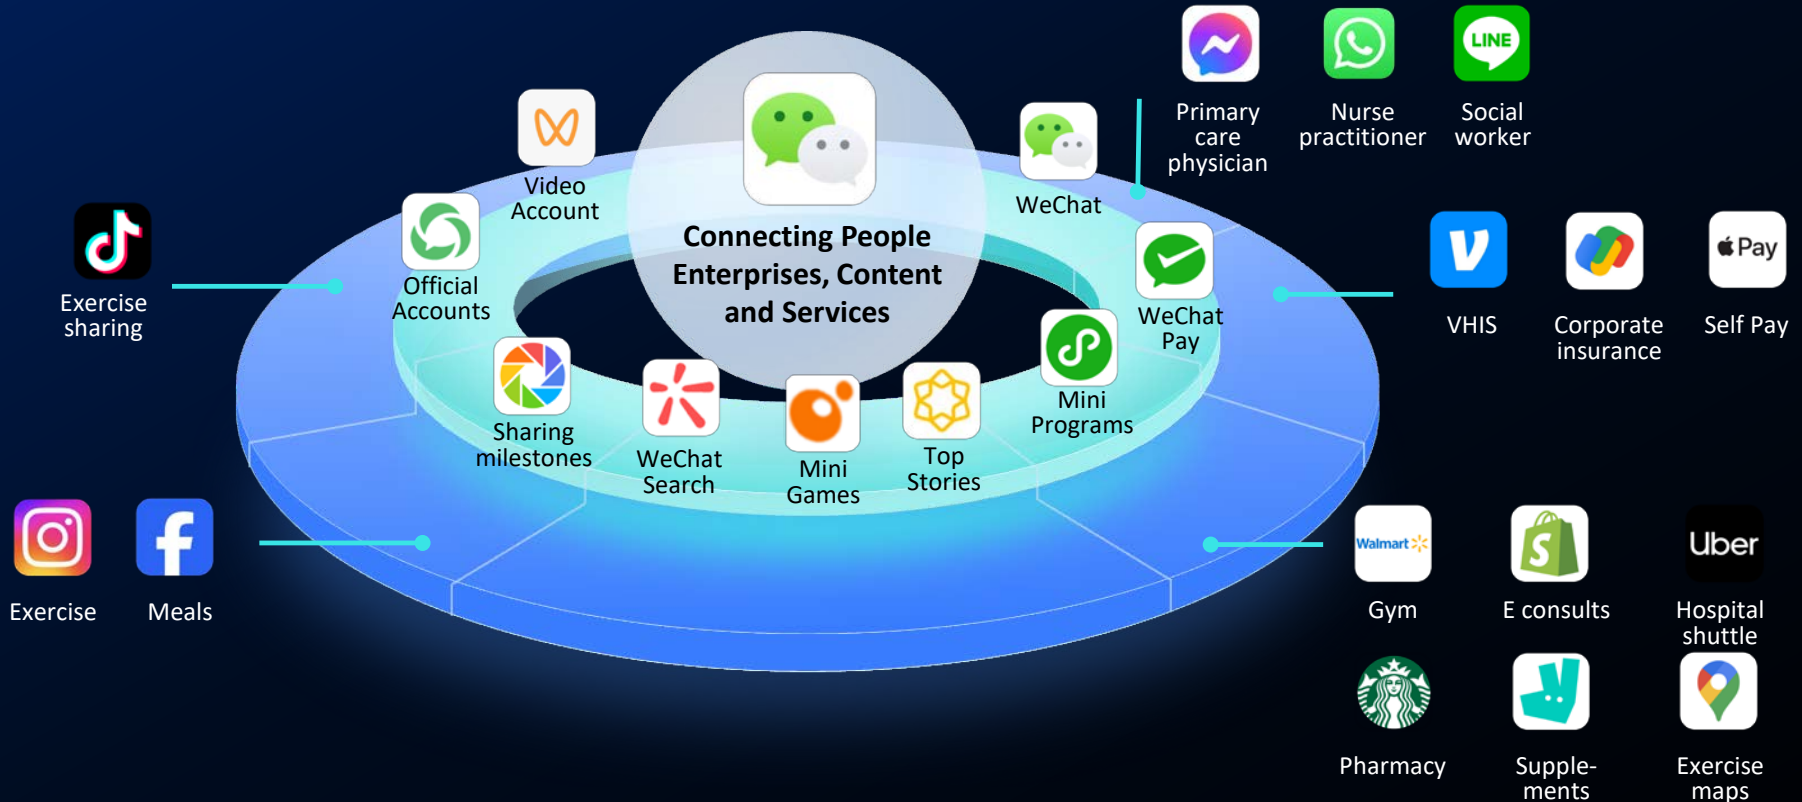 LINE
Primary
care
physician
Nurse
practitioner
Social
worker
Video
Account
WeChat
Connecting People
Enterprises, Content
and Services
Exercise
sharing
Official
Accounts
WeChat
Pay
Pay
VHIS
Corporate
insurance
Self Pay
Sharing
milestones
WeChat
Search
Mini
Games
Top
Stories
Mini
Programs
Exercise
Meals
Walmart
Uber
Gym
E consults
Hospital
shuttle
Pharmacy
Supple-
ments
Exercise
maps